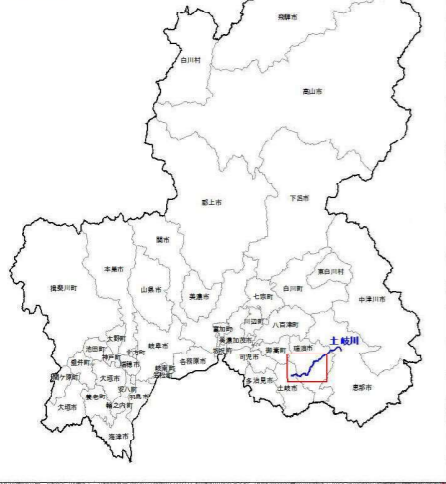 飛騨市
白川村
高山市
郡上市
下呂市
関市
東白川村
本巣市
揖斐川町
山県市
美濃市
七宗町
白川町
中津川市
川辺町
八百津町
富加町
大野町
土岐川
美濃加茂市
坂祝町
池田町
岐阜市
御嵩町
瑞浪市
神戸町
可児市
垂井町
各務原市
瑞穂市
岐南町
関ケ原町
大垣市
笠松町
多治見市
土岐市
恵那市
安八町
養老町
羽島市
大垣市
輪之内町
海津市